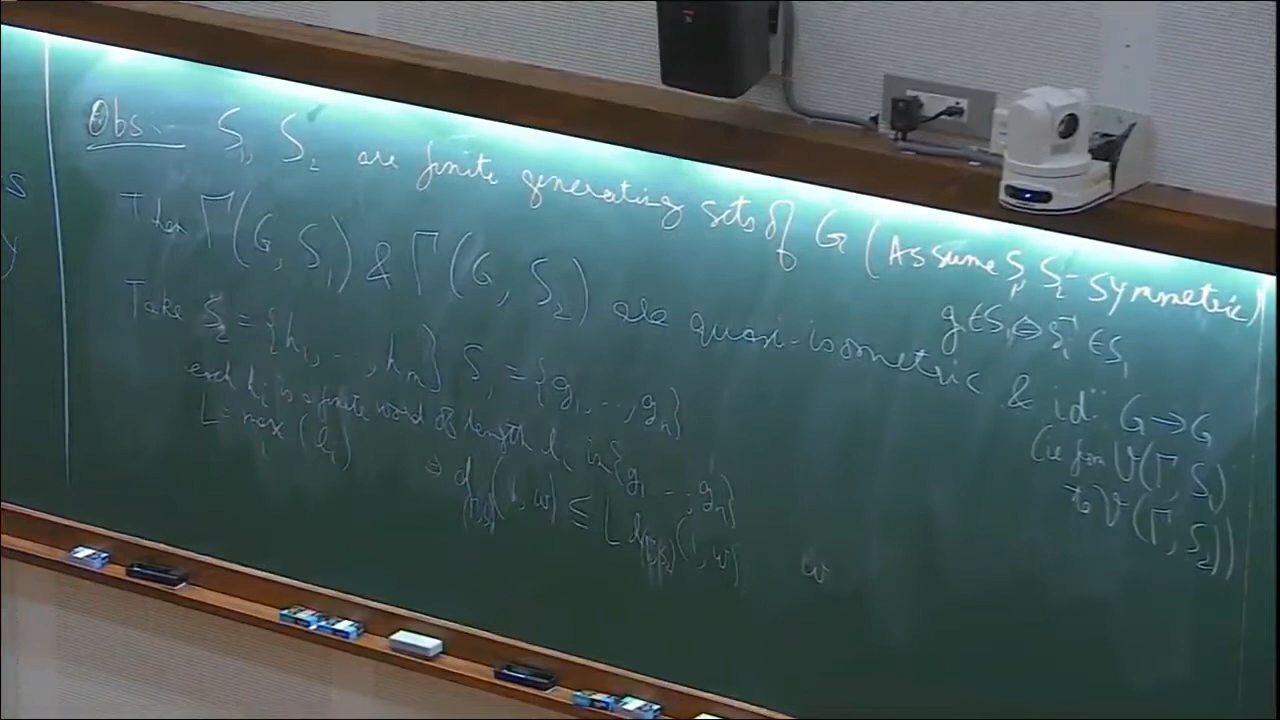 s
y
Obs:- S₁, S₂ are finite generating sets of G (Assume S₁, S₂ - symmetric)
g ∈ S₁ ⇔ g⁻¹ ∈ S₁
Then Γ(G, S₁) & Γ(G, S₂) are quasi-isometric & id: G → G
(ie from V(Γ, S₁)
to V(Γ, S₂))
Take S₂ = {h₁, .., hₘ} S₁ = {g₁, .., gₙ}
each hᵢ is a finite word of length lᵢ in {g₁ .., gₙ}
L = max (lᵢ)
i
⇒ d (1, w) ≤ L d (1, w) w